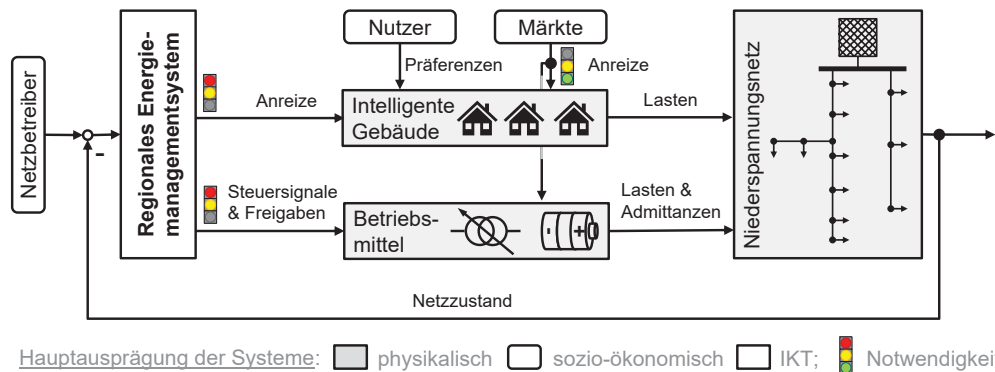 Netzbetreiber
-
Regionales Energie-
managementsystem
Nutzer
Märkte
Präferenzen
Anreize
Anreize
Intelligente
Gebäude
Lasten
Steuersignale
& Freigaben
Betriebs-
mittel
- +
Lasten &
Admittanzen
Niederspannungsnetz
Netzzustand
Hauptausprägung der Systeme: physikalisch sozio-ökonomisch IKT; Notwendigkei